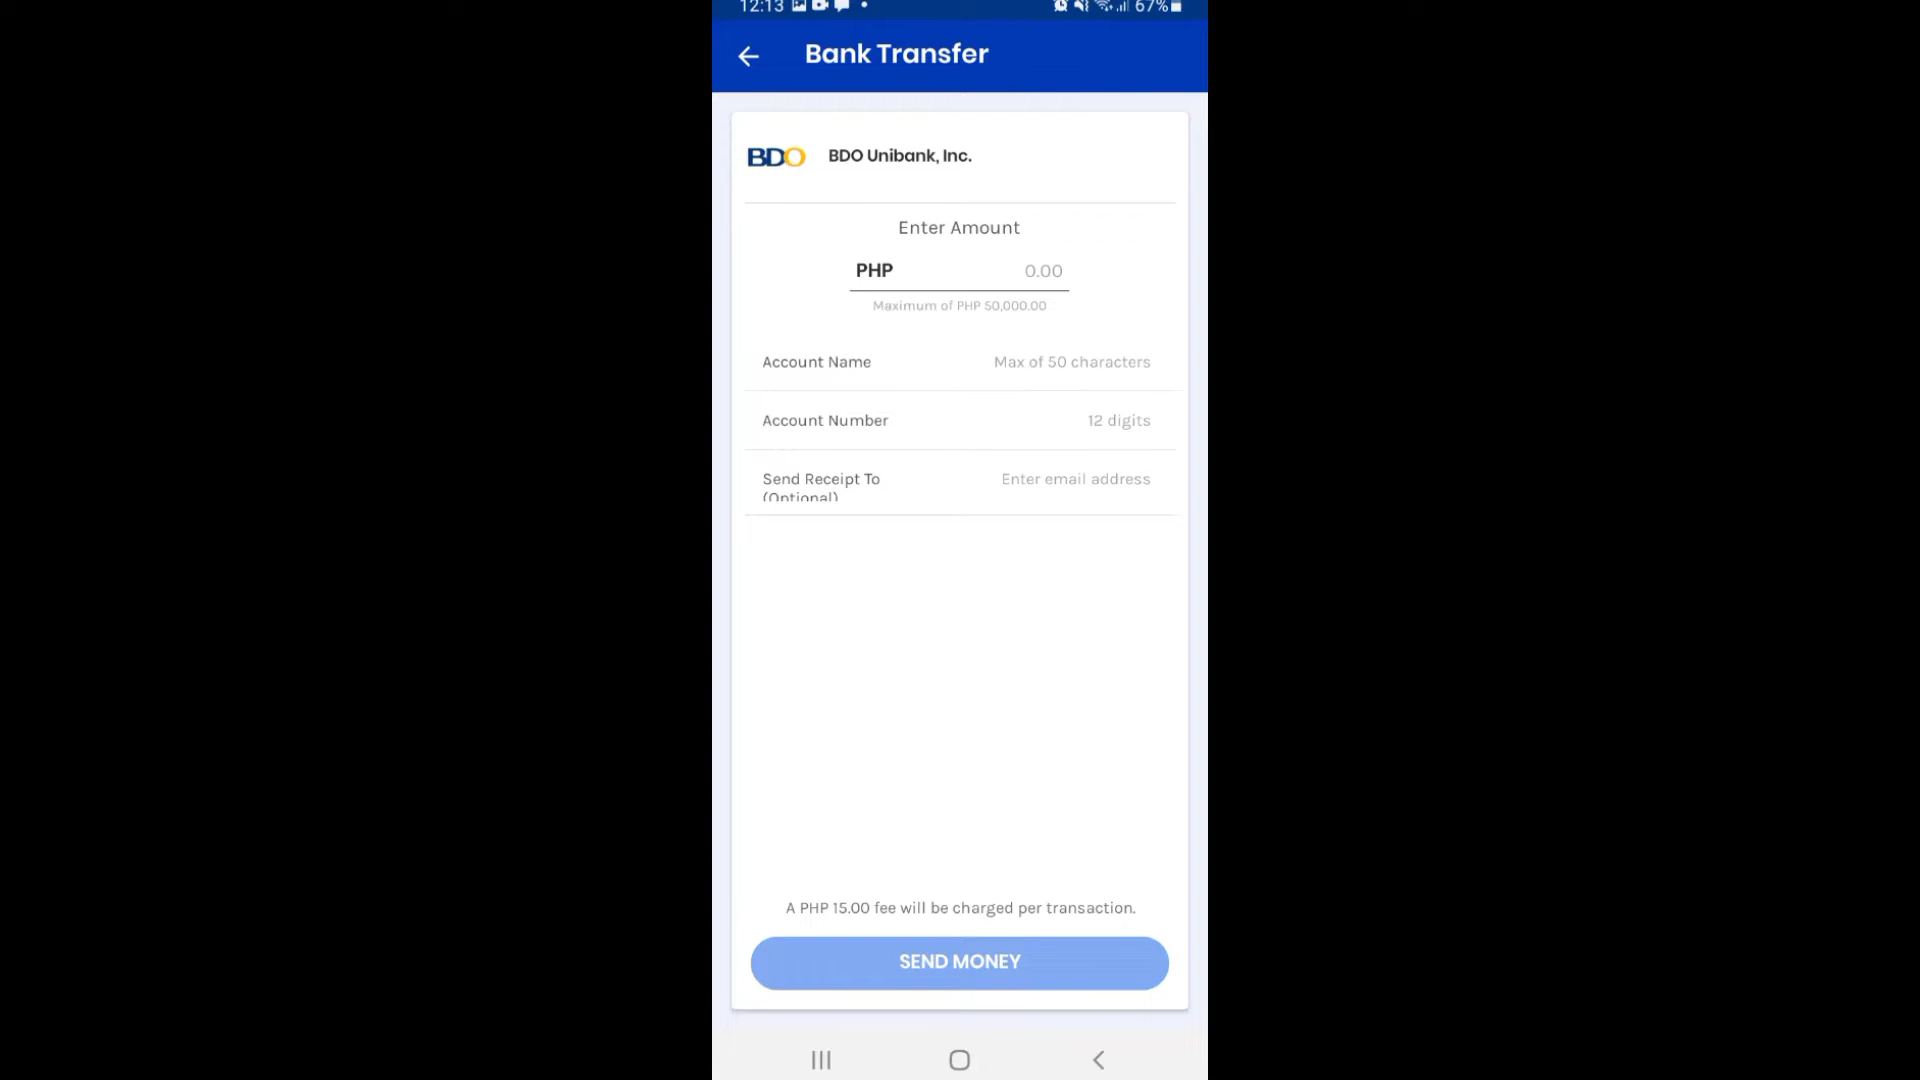 12:13 67%
Bank Transfer
BDO BDO Unibank, Inc.
Enter Amount
PHP 0.00
Maximum of PHP 50,000.00
Account Name Max of 50 characters
Account Number 12 digits
Send Receipt To Enter email address
(Optional)
A PHP 15.00 fee will be charged per transaction.
SEND MONEY